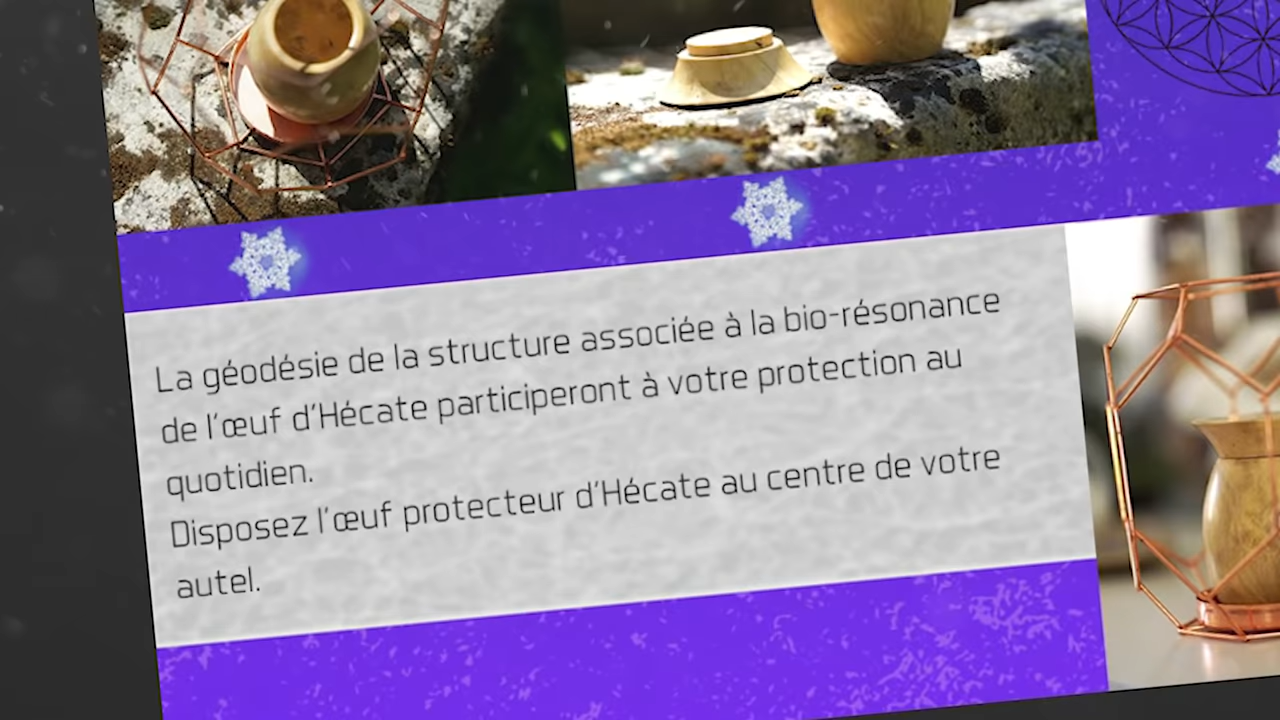 La géodésie de la structure associée à la bio-résonance
de l'œuf d'Hécate participeront à votre protection au
quotidien.
Disposez l'œuf protecteur d'Hécate au centre de votre
autel.